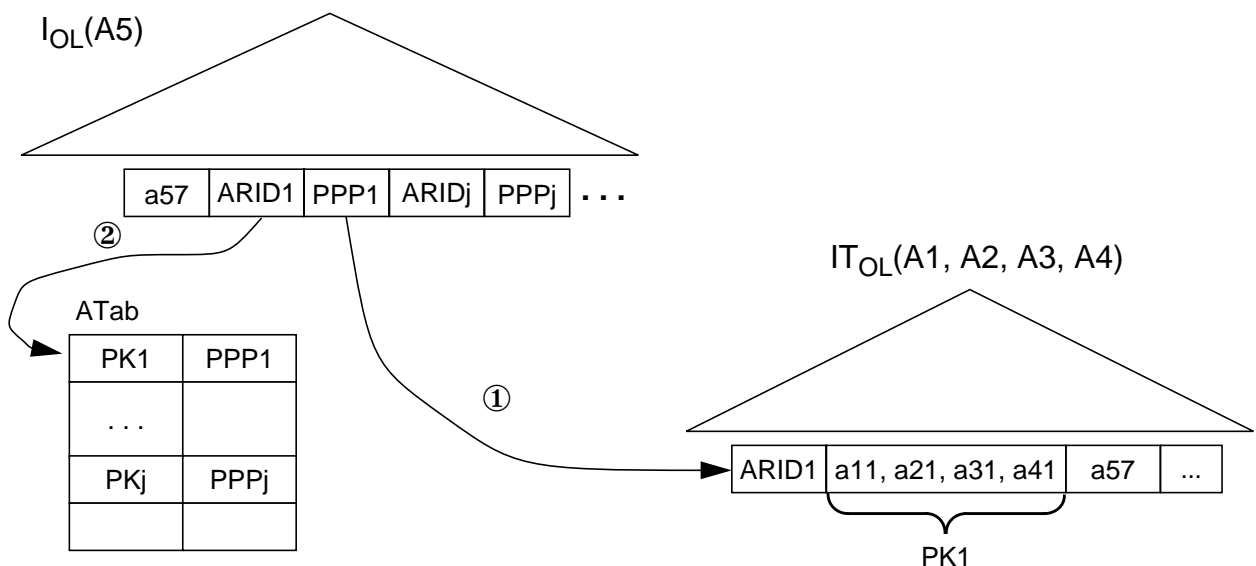 I_OL(A5)
a57 ARID1 PPP1 ARIDj PPPj . . .
②
IT_OL(A1, A2, A3, A4)
ATab
PK1 PPP1
①
. . .
ARID1 a11, a21, a31, a41 a57 ...
PKj PPPj
PK1